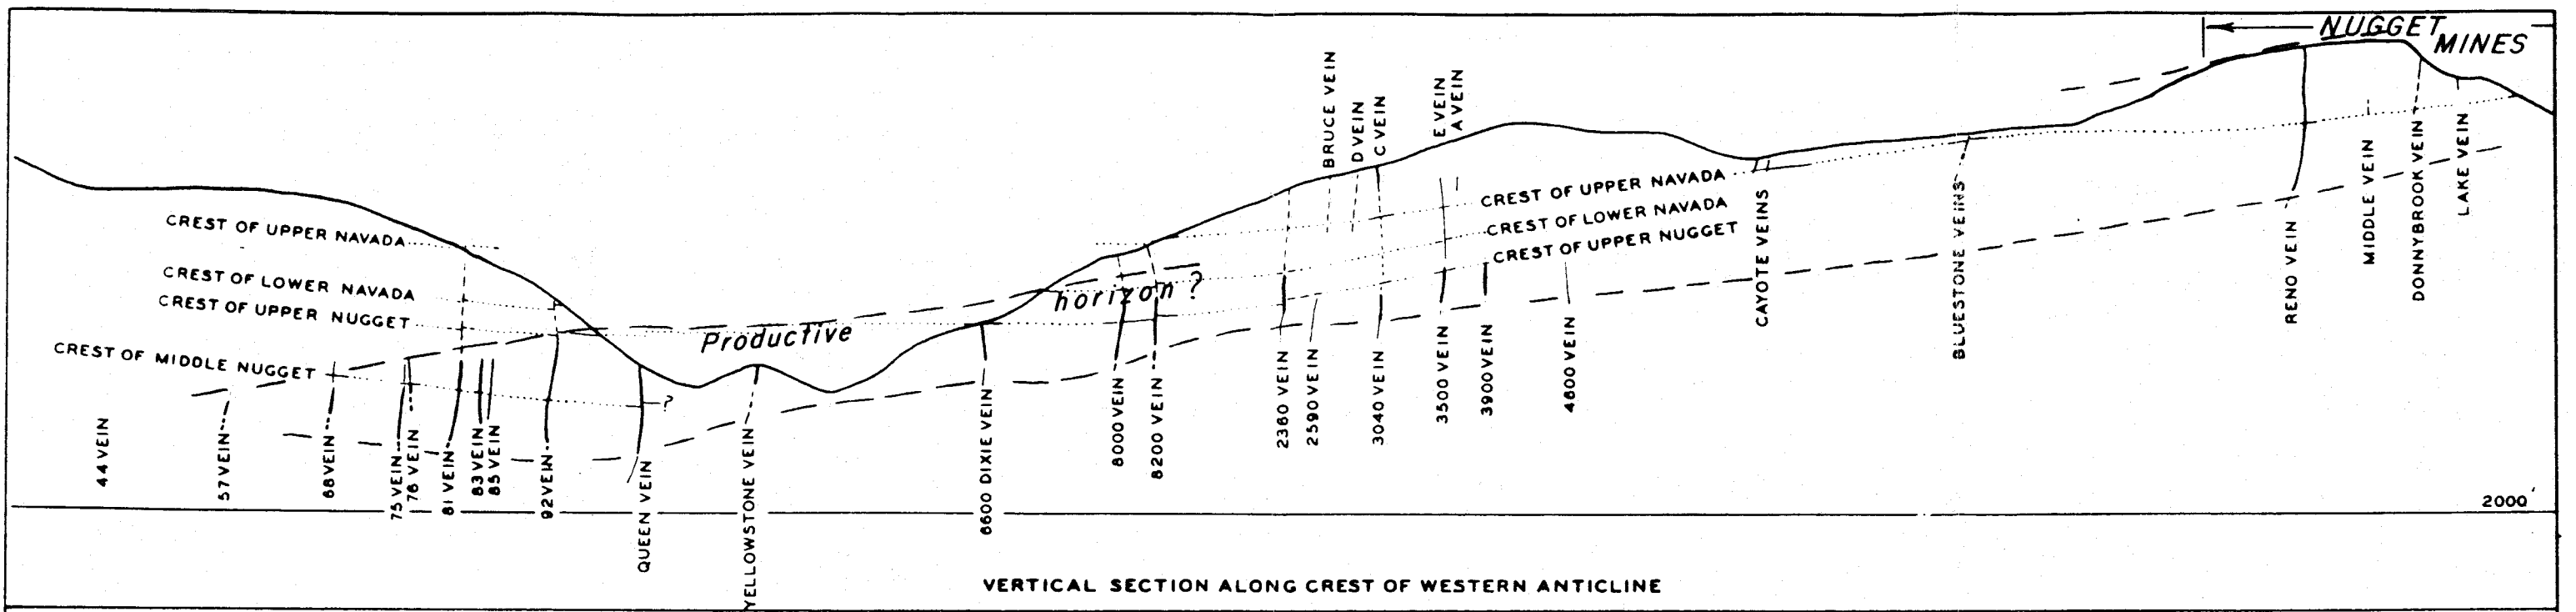 NUGGET
MINES
BRUCE VEIN
D VEIN
C VEIN
E VEIN
A VEIN
CREST OF UPPER NAVADA
CREST OF LOWER NAVADA
CREST OF UPPER NUGGET
CREST OF MIDDLE NUGGET
?
CREST OF UPPER NAVADA
CREST OF LOWER NAVADA
CREST OF UPPER NUGGET
Productive
horizon ?
44 VEIN
57 VEIN
68 VEIN
75 VEIN
76 VEIN
81 VEIN
83 VEIN
85 VEIN
92 VEIN
QUEEN VEIN
YELLOWSTONE VEIN
6600 DIXIE VEIN
8000 VEIN
8200 VEIN
2360 VEIN
2590 VEIN
3040 VEIN
3500 VEIN
3900 VEIN
4600 VEIN
CAYOTE VEINS
BLUESTONE VEINS
RENO VEIN
MIDDLE VEIN
DONNYBROOK VEIN
LAKE VEIN
2000'
VERTICAL SECTION ALONG CREST OF WESTERN ANTICLINE